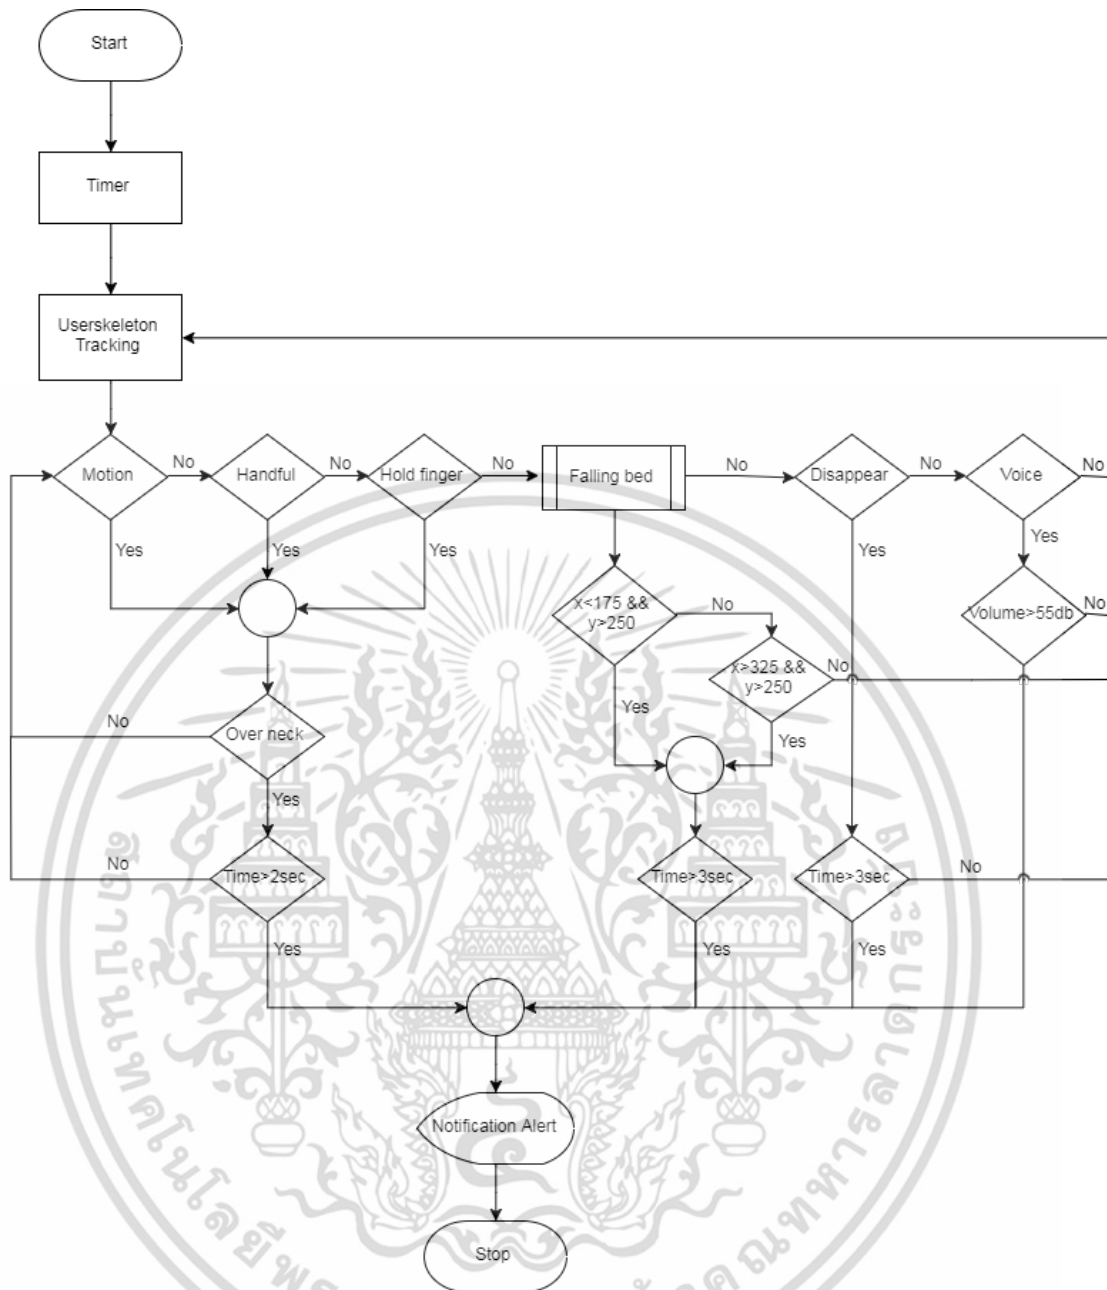 Start
Timer
Userskeleton
Tracking
Motion
No
Handful
No
Hold finger
No
Falling bed
No
Disappear
No
Voice
No
Yes
Yes
Yes
Yes
Yes
x<175 &&
y>250
No
Volume>55db
No
x>325 &&
y>250
No
Yes
Yes
No
Over neck
Yes
No
Time>2sec
Time>3sec
Time>3sec
No
Yes
Yes
Yes
Notification Alert
Stop